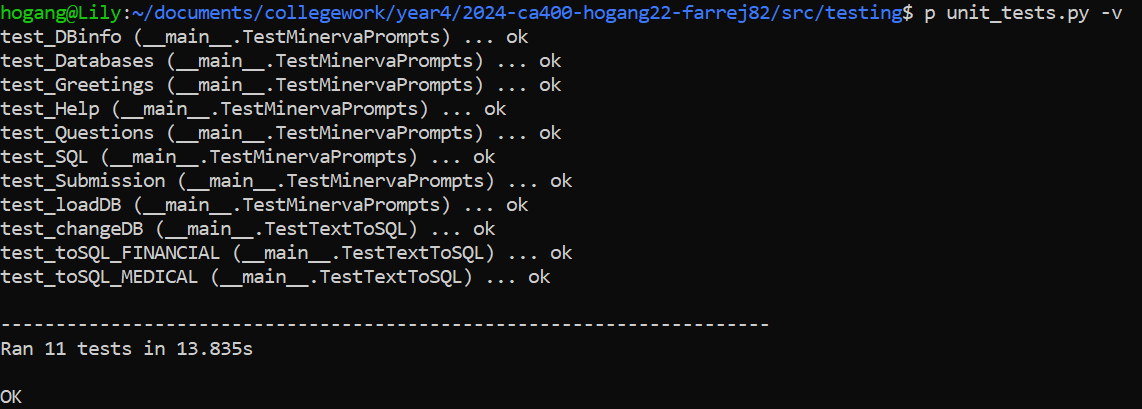 hogang@Lily:~/documents/collegework/year4/2024-ca400-hogang22-farrej82/src/testing$ p unit_tests.py -v
test_DBinfo (__main__.TestMinervaPrompts) ... ok
test_Databases (__main__.TestMinervaPrompts) ... ok
test_Greetings (__main__.TestMinervaPrompts) ... ok
test_Help (__main__.TestMinervaPrompts) ... ok
test_Questions (__main__.TestMinervaPrompts) ... ok
test_SQL (__main__.TestMinervaPrompts) ... ok
test_Submission (__main__.TestMinervaPrompts) ... ok
test_loadDB (__main__.TestMinervaPrompts) ... ok
test_changeDB (__main__.TestTextToSQL) ... ok
test_toSQL_FINANCIAL (__main__.TestTextToSQL) ... ok
test_toSQL_MEDICAL (__main__.TestTextToSQL) ... ok
----------------------------------------------------------------------
Ran 11 tests in 13.835s
OK